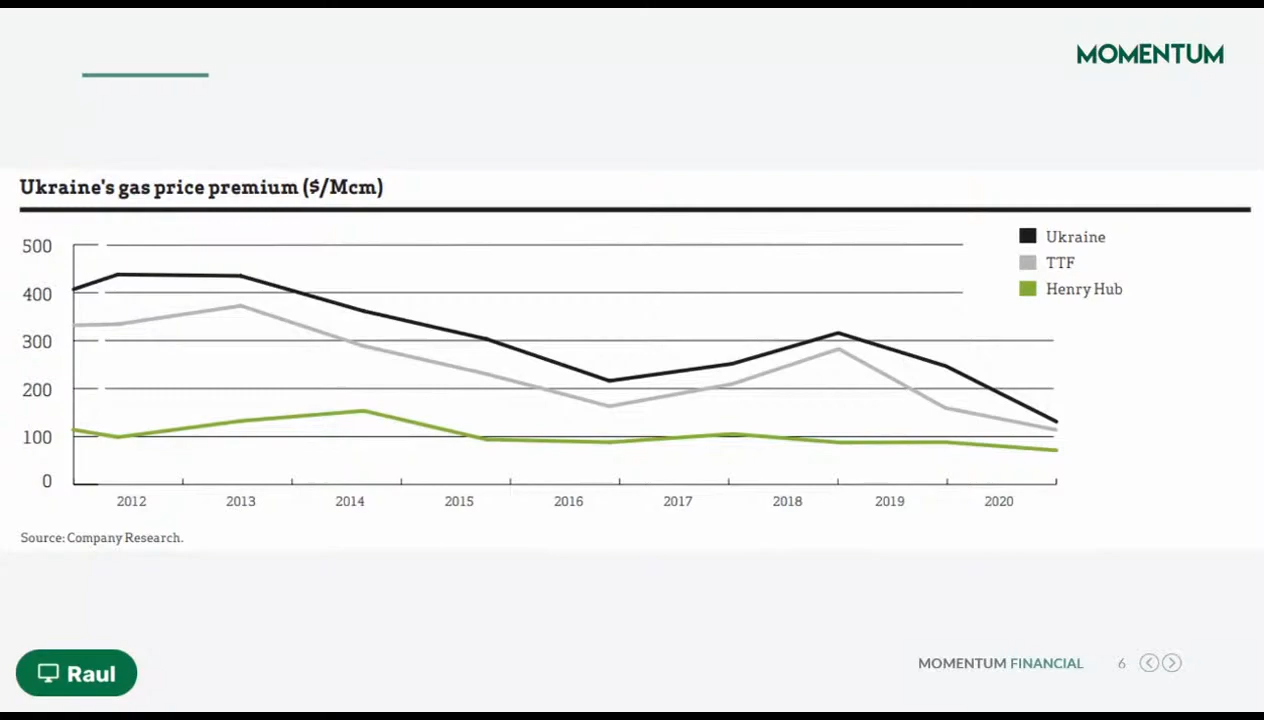 MOMENTUM
Ukraine's gas price premium ($/Mcm)
Ukraine
TTF
Henry Hub
500
400
300
200
100
0
2012 2013 2014 2015 2016 2017 2018 2019 2020
Source: Company Research.
Raul
MOMENTUM FINANCIAL 6